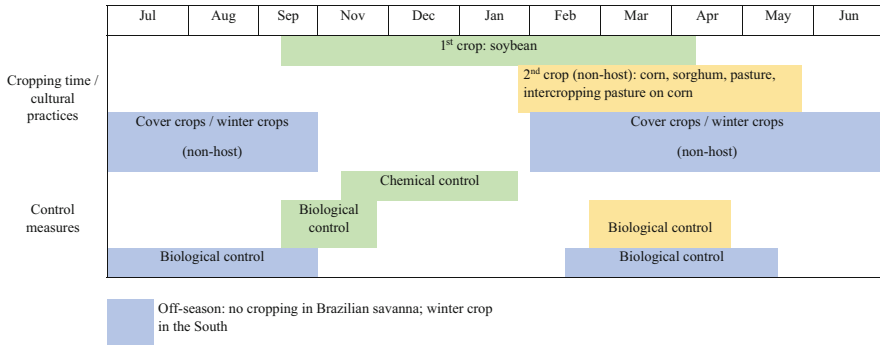 Jul Aug Sep Nov Dec Jan Feb Mar Apr May Jun
Cropping time /
cultural
practices
1st crop: soybean
2nd crop (non-host): corn, sorghum, pasture,
intercropping pasture on corn
Cover crops / winter crops
(non-host)
Cover crops / winter crops
(non-host)
Control
measures
Chemical control
Biological
control
Biological control
Biological control
Biological control
Off-season: no cropping in Brazilian savanna; winter crop
in the South